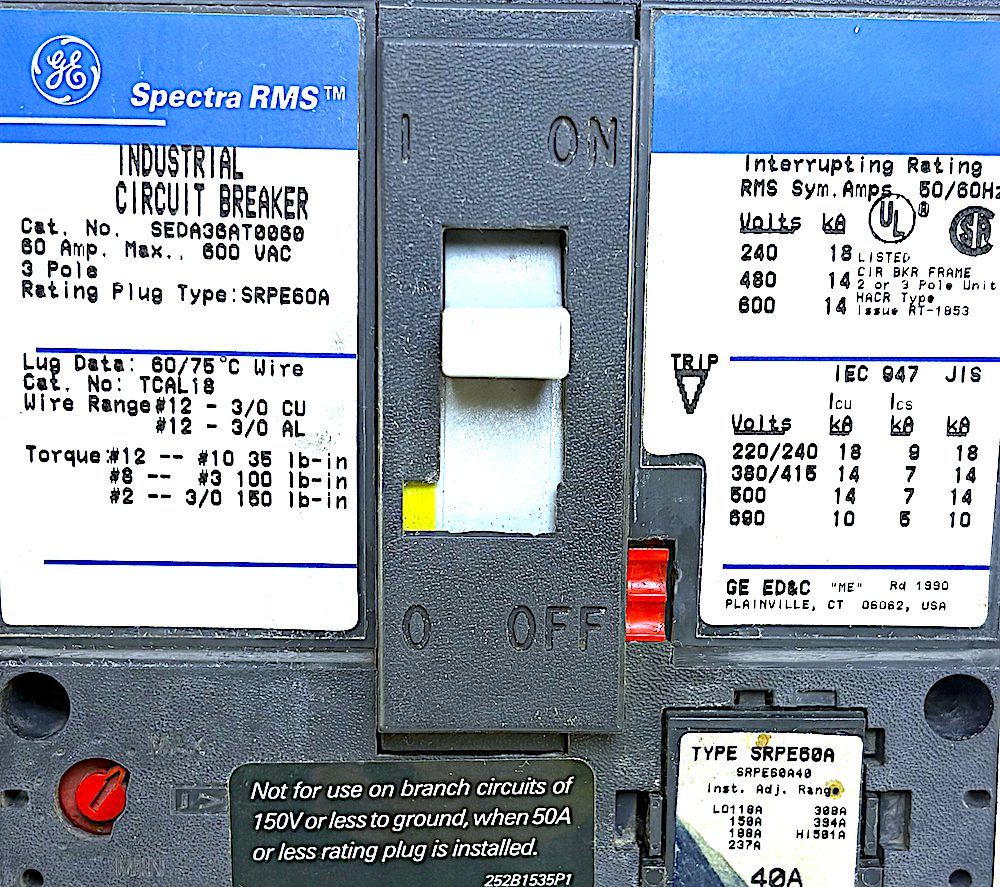 GE
Spectra RMS™
INDUSTRIAL
CIRCUIT BREAKER
Cat. No. SEDA36AT0060
60 Amp. Max., 600 VAC
3 Pole
Rating Plug Type:SRPE60A
Lug Data: 60/75°C Wire
Cat. No: TCAL18
Wire Range#12 - 3/0 CU
#12 - 3/0 AL
Torque:#12 -- #10 35 lb-in
#8 -- #3 100 lb-in
#2 -- 3/0 150 lb-in
I ON
O OFF
Interrupting Rating
RMS Sym.Amps 50/60Hz
Volts kA UL ® SA
240 18 LISTED
480 14 CIR BKR FRAME
2 or 3 Pole Unit
600 14 HACR Type
Issue RT-1853
TRIP
IEC 947 JIS
Icu Ics
Volts kA kA kA
220/240 18 9 18
380/415 14 7 14
500 14 7 14
690 10 5 10
GE ED&C "ME" Rd 1990
PLAINVILLE, CT 06062, USA
Not for use on branch circuits of
150V or less to ground, when 50A
or less rating plug is installed.
252B1535P1
TYPE SRPE60A
SRPE60A40
Inst. Adj. Range
LO118A 308A
150A 394A
188A HI501A
237A
40A